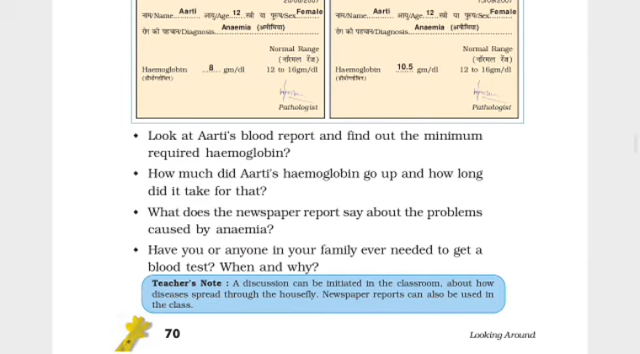 नाम/Name Aarti आयु/Age 12 स्त्री या पुरुष/Sex Female
रोग की पहचान/Diagnosis Anaemia (अनीमिया)
Normal Range
(नॉरमल रेंज)
Haemoglobin 8 gm/dl 12 to 16gm/dl
(हीमोग्लोबिन)
Pathologist
नाम/Name Aarti आयु/Age 12 स्त्री या पुरुष/Sex Female
रोग की पहचान/Diagnosis Anaemia (अनीमिया)
Normal Range
(नॉरमल रेंज)
Haemoglobin 10.5 gm/dl 12 to 16gm/dl
(हीमोग्लोबिन)
Pathologist
• Look at Aarti's blood report and find out the minimum
required haemoglobin?
• How much did Aarti's haemoglobin go up and how long
did it take for that?
• What does the newspaper report say about the problems
caused by anaemia?
• Have you or anyone in your family ever needed to get a
blood test? When and why?
Teacher's Note : A discussion can be initiated in the classroom, about how
diseases spread through the housefly. Newspaper reports can also be used in
the class.
70
Looking Around